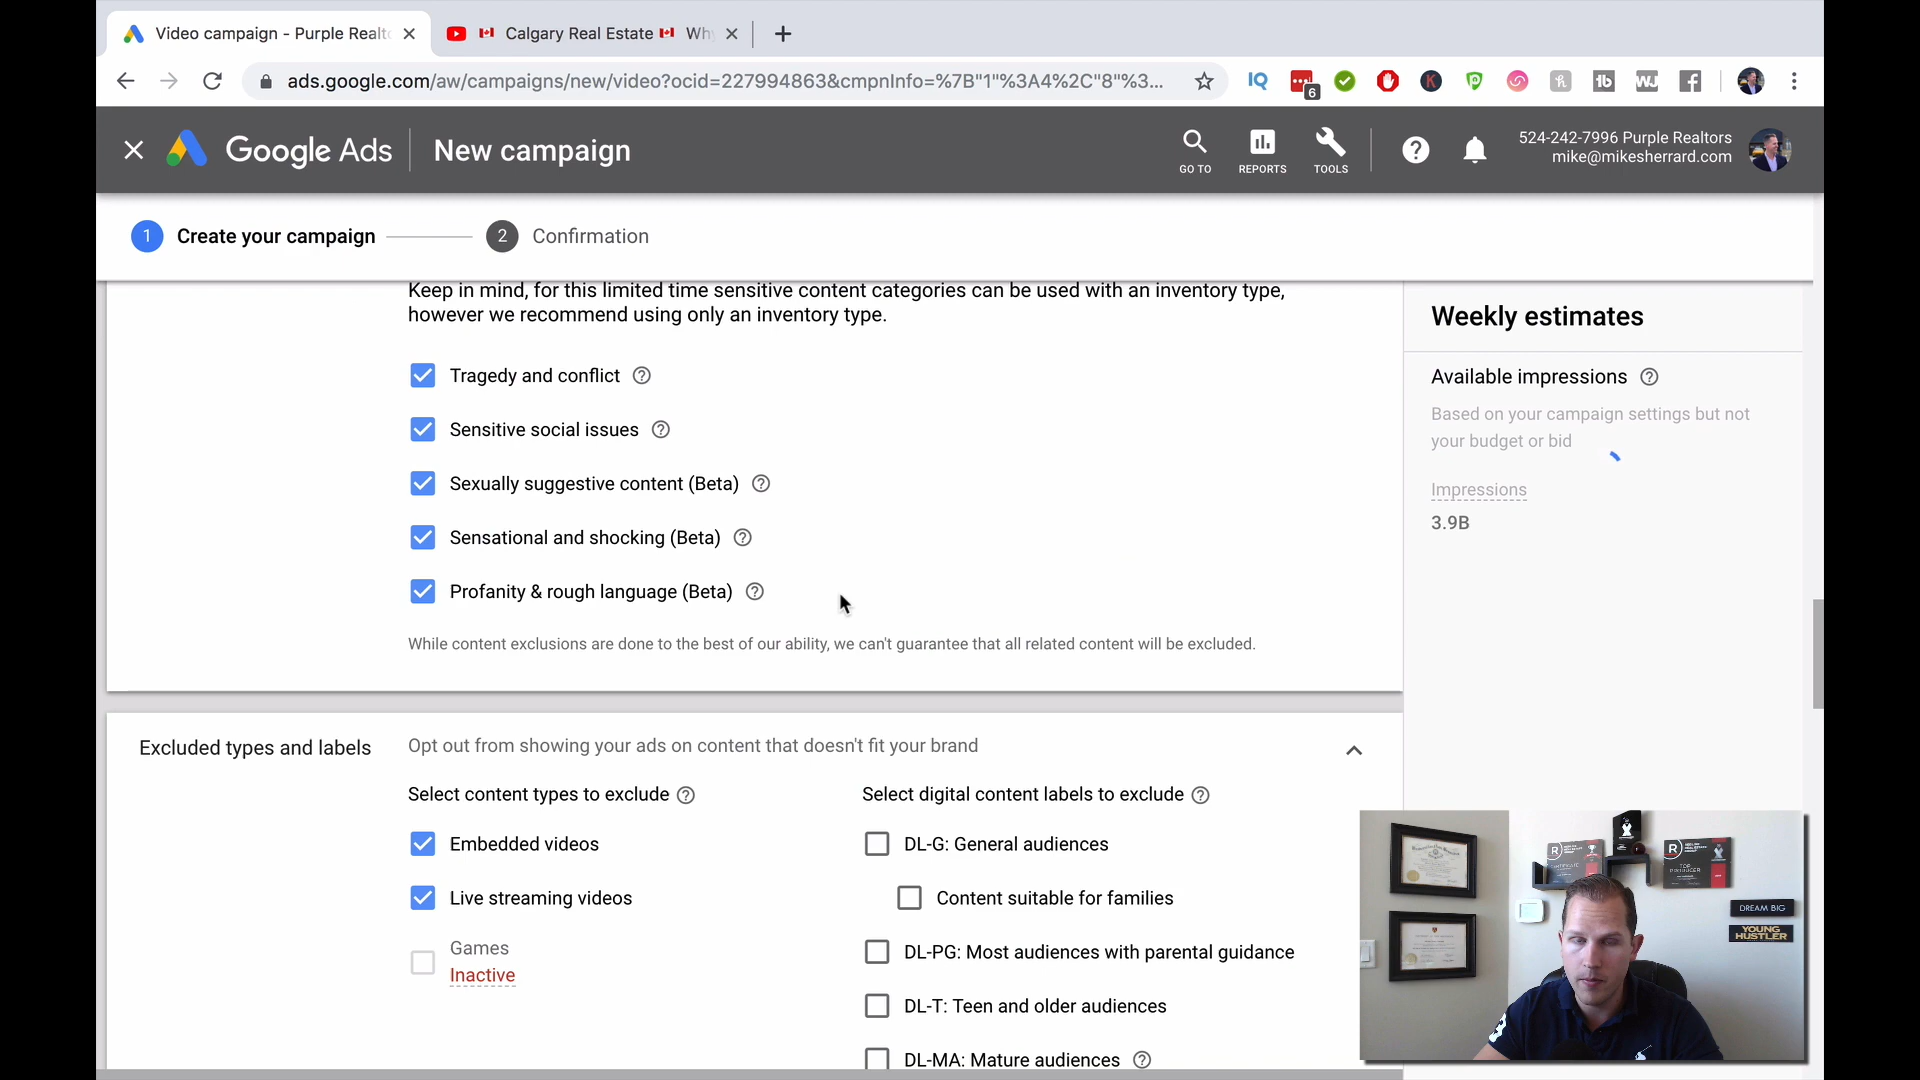 Video campaign - Purple Realto
Calgary Real Estate Why
ads.google.com/aw/campaigns/new/video?ocid=227994863&cmpnInfo=%7B"1"%3A4%2C"8"%3...
IQ
6
K
h
tb
WJ
Google Ads
New campaign
GO TO
REPORTS
TOOLS
524-242-7996 Purple Realtors
mike@mikesherrard.com
1 Create your campaign
2 Confirmation
Keep in mind, for this limited time sensitive content categories can be used with an inventory type,
however we recommend using only an inventory type.
Tragedy and conflict
Sensitive social issues
Sexually suggestive content (Beta)
Sensational and shocking (Beta)
Profanity & rough language (Beta)
While content exclusions are done to the best of our ability, we can't guarantee that all related content will be excluded.
Weekly estimates
Available impressions
Based on your campaign settings but not
your budget or bid
Impressions
3.9B
Excluded types and labels
Opt out from showing your ads on content that doesn't fit your brand
Select content types to exclude
Embedded videos
Live streaming videos
Games
Inactive
Select digital content labels to exclude
DL-G: General audiences
Content suitable for families
DL-PG: Most audiences with parental guidance
DL-T: Teen and older audiences
DL-MA: Mature audiences
TOP
PRODUCER
DREAM BIG
YOUNG
HUSTLER